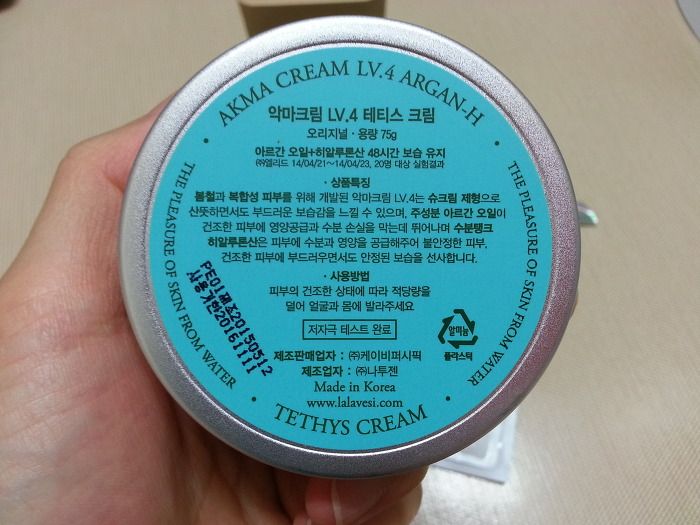 AKMA CREAM LV.4 ARGAN-H
악마크림 LV.4 테티스 크림
오리지널 · 용량 75g
아르간 오일+히알루론산 48시간 보습 유지
㈜엘리드 14/04/21~14/04/23, 20명 대상 실험결과
· 상품특징
봄철과 복합성 피부를 위해 개발된 악마크림 LV.4는 슈크림 제형으로
산뜻하면서도 부드러운 보습감을 느낄 수 있으며, 주성분 아르간 오일이
건조한 피부에 영양공급과 수분 손실을 막는데 뛰어나며 수분탱크
히알루론산은 피부에 수분과 영양을 공급해주어 불안정한 피부,
건조한 피부에 부드러우면서도 안정된 보습을 선사합니다.
· 사용방법
피부의 건조한 상태에 따라 적당량을
덜어 얼굴과 몸에 발라주세요
저자극 테스트 완료
제조판매업자 : ㈜케이비퍼시픽
제조업자 : ㈜나투젠
Made in Korea
www.lalavesi.com
TETHYS CREAM
THE PLEASURE OF SKIN FROM WATER
THE PLEASURE OF SKIN FROM WATER
PE01제조20150512
사용기한20161111
알미늄
플라스틱